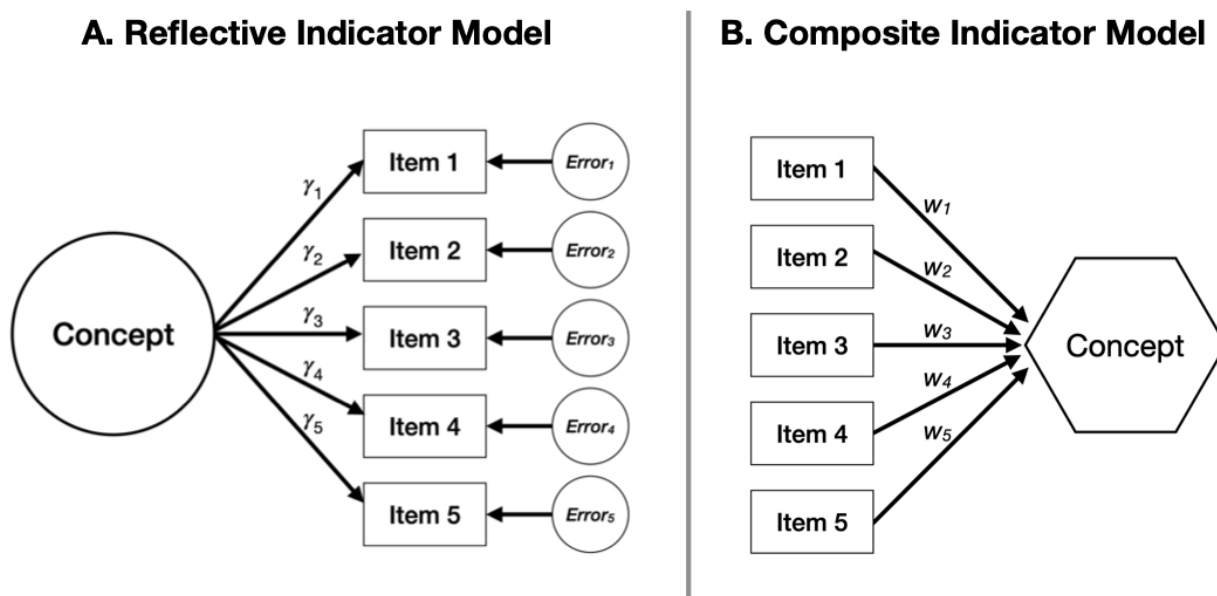 A. Reflective Indicator Model
Concept
γ1
γ2
γ3
γ4
γ5
Item 1
Item 2
Item 3
Item 4
Item 5
Error1
Error2
Error3
Error4
Error5
B. Composite Indicator Model
Item 1
Item 2
Item 3
Item 4
Item 5
w1
w2
w3
w4
w5
Concept